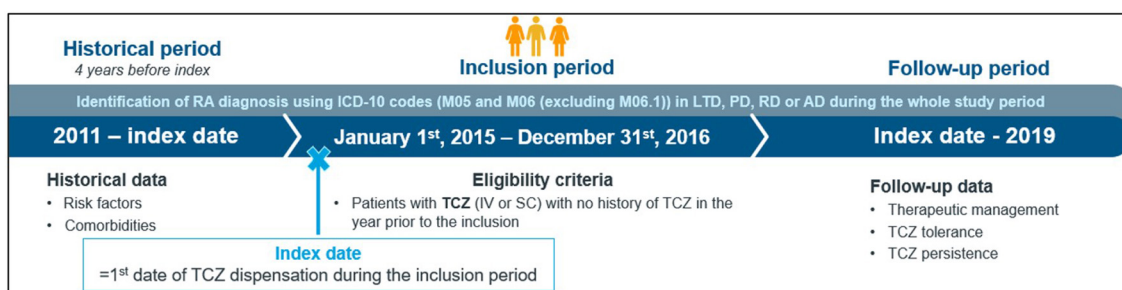 Historical period
4 years before index
Inclusion period
Follow-up period
Identification of RA diagnosis using ICD-10 codes (M05 and M06 (excluding M06.1)) in LTD, PD, RD or AD during the whole study period
2011 – index date
January 1st, 2015 – December 31st, 2016
Index date - 2019
Historical data
• Risk factors
• Comorbidities
Eligibility criteria
• Patients with TCZ (IV or SC) with no history of TCZ in the
year prior to the inclusion
Follow-up data
• Therapeutic management
• TCZ tolerance
• TCZ persistence
Index date
=1st date of TCZ dispensation during the inclusion period